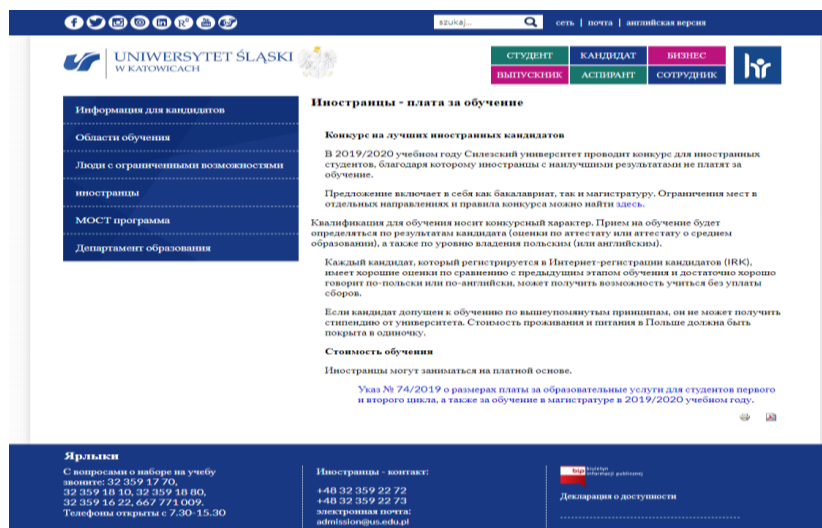 szukaj...
сеть | почта | английская версия
UNIWERSYTET ŚLĄSKI
W KATOWICACH
СТУДЕНТ КАНДИДАТ БИЗНЕС
ВЫПУСКНИК АСПИРАНТ СОТРУДНИК
hr
Информация для кандидатов
Области обучения
Люди с ограниченными возможностями
иностранцы
МОСТ программа
Департамент образования
Иностранцы - плата за обучение
Конкурс на лучших иностранных кандидатов
В 2019/2020 учебном году Силезский университет проводит конкурс для иностранных
студентов, благодаря которому иностранцы с наилучшими результатами не платят за
обучение.
Предложение включает в себя как бакалавриат, так и магистратуру. Ограничения мест в
отдельных направлениях и правила конкурса можно найти здесь.
Квалификация для обучения носит конкурсный характер. Прием на обучение будет
определяться по результатам кандидата (оценки по аттестату или аттестату о среднем
образовании), а также по уровню владения польским (или английским).
Каждый кандидат, который регистрируется в Интернет-регистрации кандидатов (IRK),
имеет хорошие оценки по сравнению с предыдущим этапом обучения и достаточно хорошо
говорит по-польски или по-английски, может получить возможность учиться без уплаты
сборов.
Если кандидат допущен к обучению по вышеупомянутым принципам, он не может получить
стипендию от университета. Стоимость проживания и питания в Польше должна быть
покрыта в одиночку.
Стоимость обучения
Иностранцы могут заниматься на платной основе.
Указ № 74/2019 о размерах платы за образовательные услуги для студентов первого
и второго цикла, а также за обучение в магистратуре в 2019/2020 учебном году.
Ярлыки
С вопросами о наборе на учебу
звоните: 32 359 17 70,
32 359 18 10, 32 359 18 80,
32 359 16 22, 667 771 009.
Телефоны открыты с 7.30-15.30
Иностранцы - контакт:
+48 32 359 22 72
+48 32 359 22 73
электронная почта:
admission@us.edu.pl
bip biuletyn
informacji publicznej
Декларация о доступности